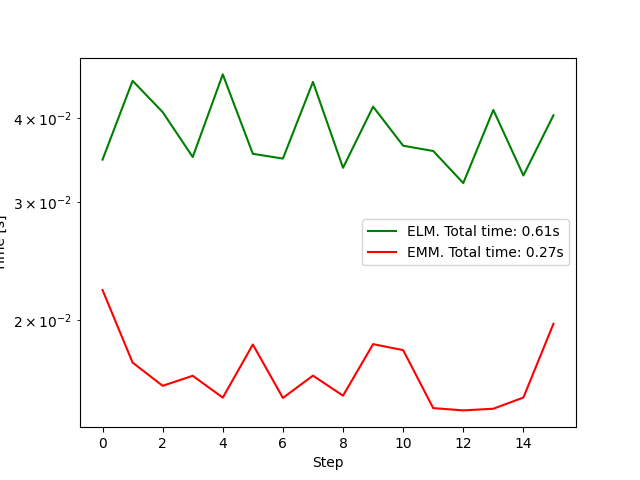 4 × 10⁻²
3 × 10⁻²
2 × 10⁻²
Time [s]
ELM. Total time: 0.61s
EMM. Total time: 0.27s
0 2 4 6 8 10 12 14
Step